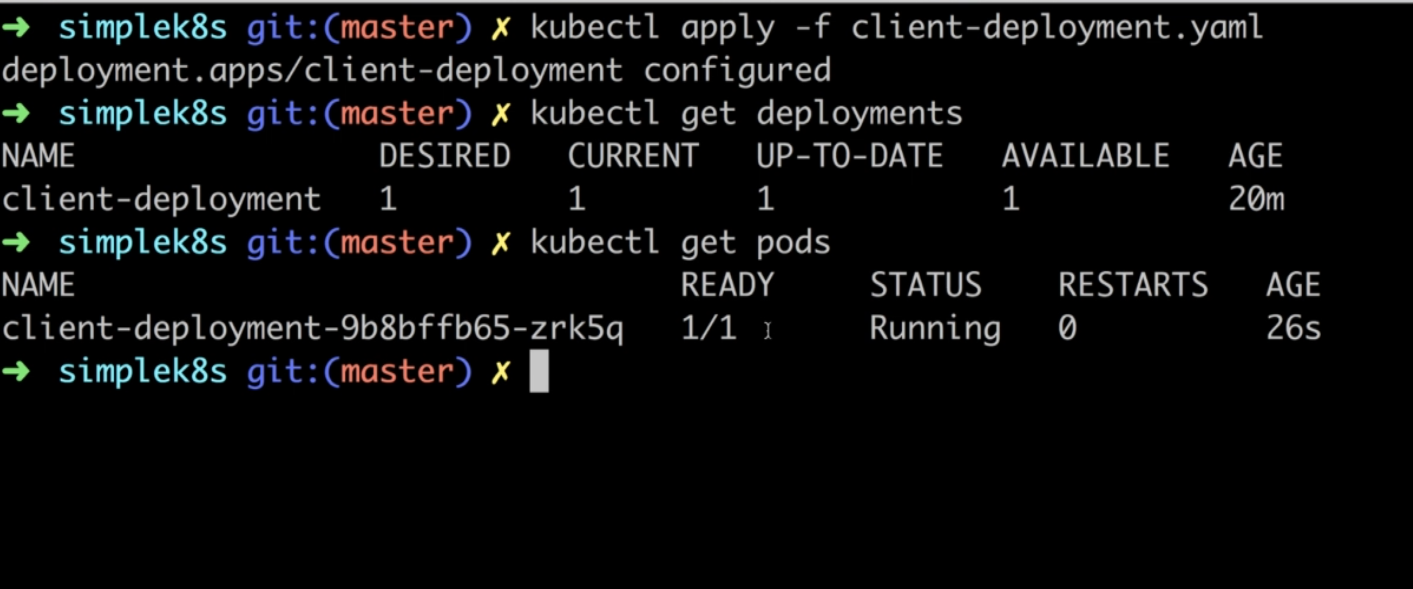 ➜ simplek8s git:(master) ✗ kubectl apply -f client-deployment.yaml
deployment.apps/client-deployment configured
➜ simplek8s git:(master) ✗ kubectl get deployments
NAME DESIRED CURRENT UP-TO-DATE AVAILABLE AGE
client-deployment 1 1 1 1 20m
➜ simplek8s git:(master) ✗ kubectl get pods
NAME READY STATUS RESTARTS AGE
client-deployment-9b8bffb65-zrk5q 1/1 Running 0 26s
➜ simplek8s git:(master) ✗